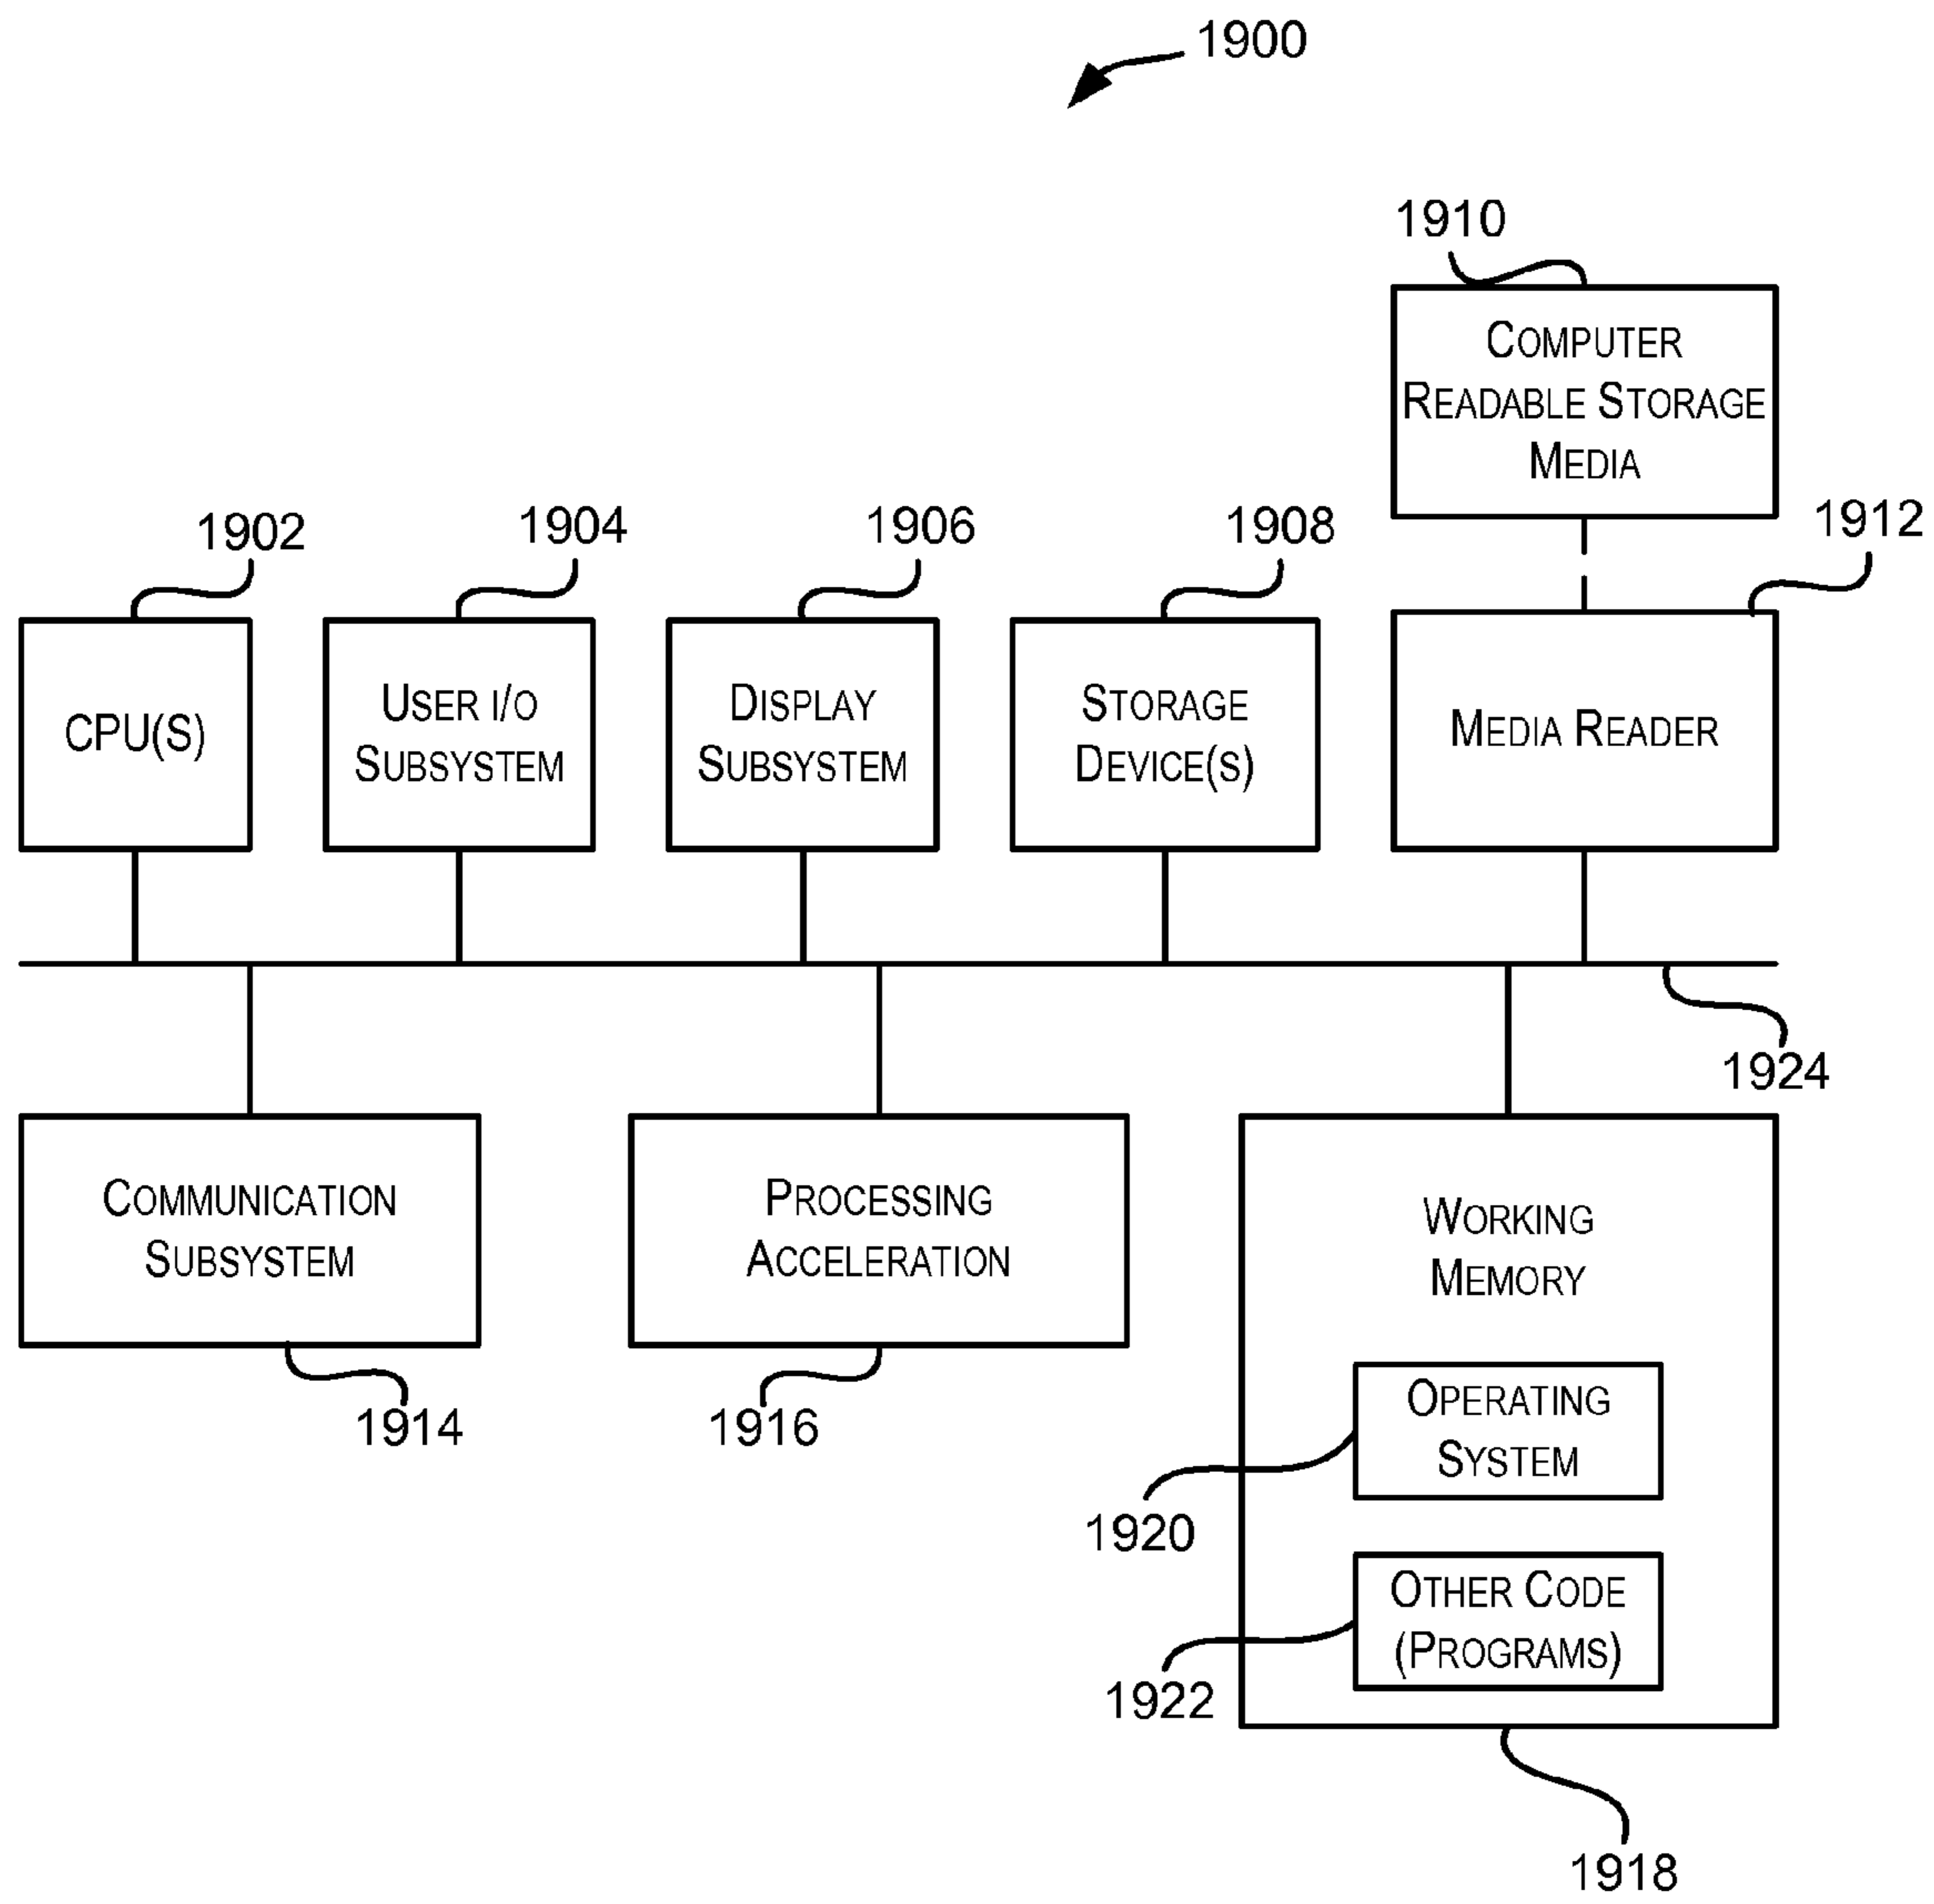 1900
1910
COMPUTER
READABLE STORAGE
MEDIA
1902
1904
1906
1908
1912
CPU(S)
USER I/O
SUBSYSTEM
DISPLAY
SUBSYSTEM
STORAGE
DEVICE(S)
MEDIA READER
1924
COMMUNICATION
SUBSYSTEM
PROCESSING
ACCELERATION
WORKING
MEMORY
1914
1916
OPERATING
SYSTEM
1920
OTHER CODE
(PROGRAMS)
1922
1918